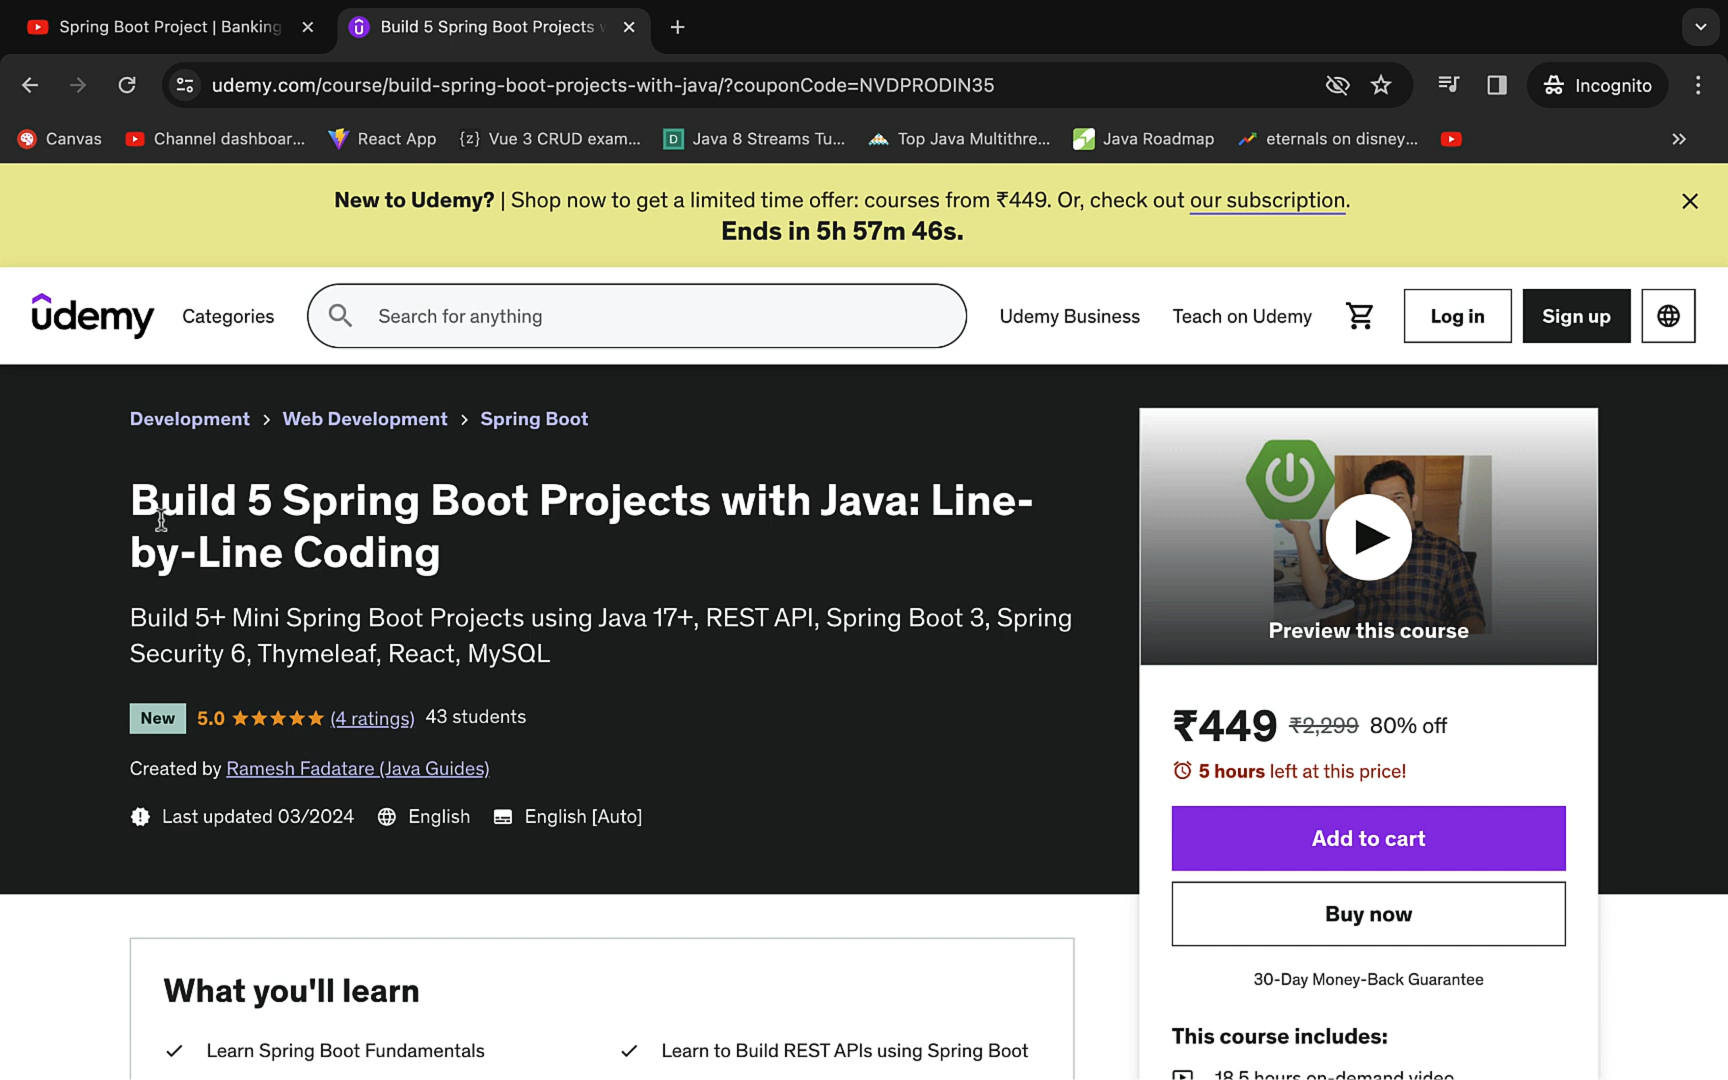 Spring Boot Project | Banking
Build 5 Spring Boot Projects
udemy.com/course/build-spring-boot-projects-with-java/?couponCode=NVDPRODIN35
Incognito
Canvas
Channel dashboar...
React App
{z} Vue 3 CRUD exam...
D Java 8 Streams Tu...
Top Java Multithre...
Java Roadmap
eternals on disney...
New to Udemy? | Shop now to get a limited time offer: courses from ₹449. Or, check out our subscription.
Ends in 5h 57m 46s.
udemy
Categories
Search for anything
Udemy Business
Teach on Udemy
Log in
Sign up
Development > Web Development > Spring Boot
Build 5 Spring Boot Projects with Java: Line-
by-Line Coding
Build 5+ Mini Spring Boot Projects using Java 17+, REST API, Spring Boot 3, Spring
Security 6, Thymeleaf, React, MySQL
New 5.0 (4 ratings) 43 students
Created by Ramesh Fadatare (Java Guides)
Last updated 03/2024 English English [Auto]
Preview this course
₹449 ₹2,299 80% off
5 hours left at this price!
Add to cart
Buy now
30-Day Money-Back Guarantee
This course includes:
18.5 hours on-demand video
What you'll learn
Learn Spring Boot Fundamentals
Learn to Build REST APIs using Spring Boot